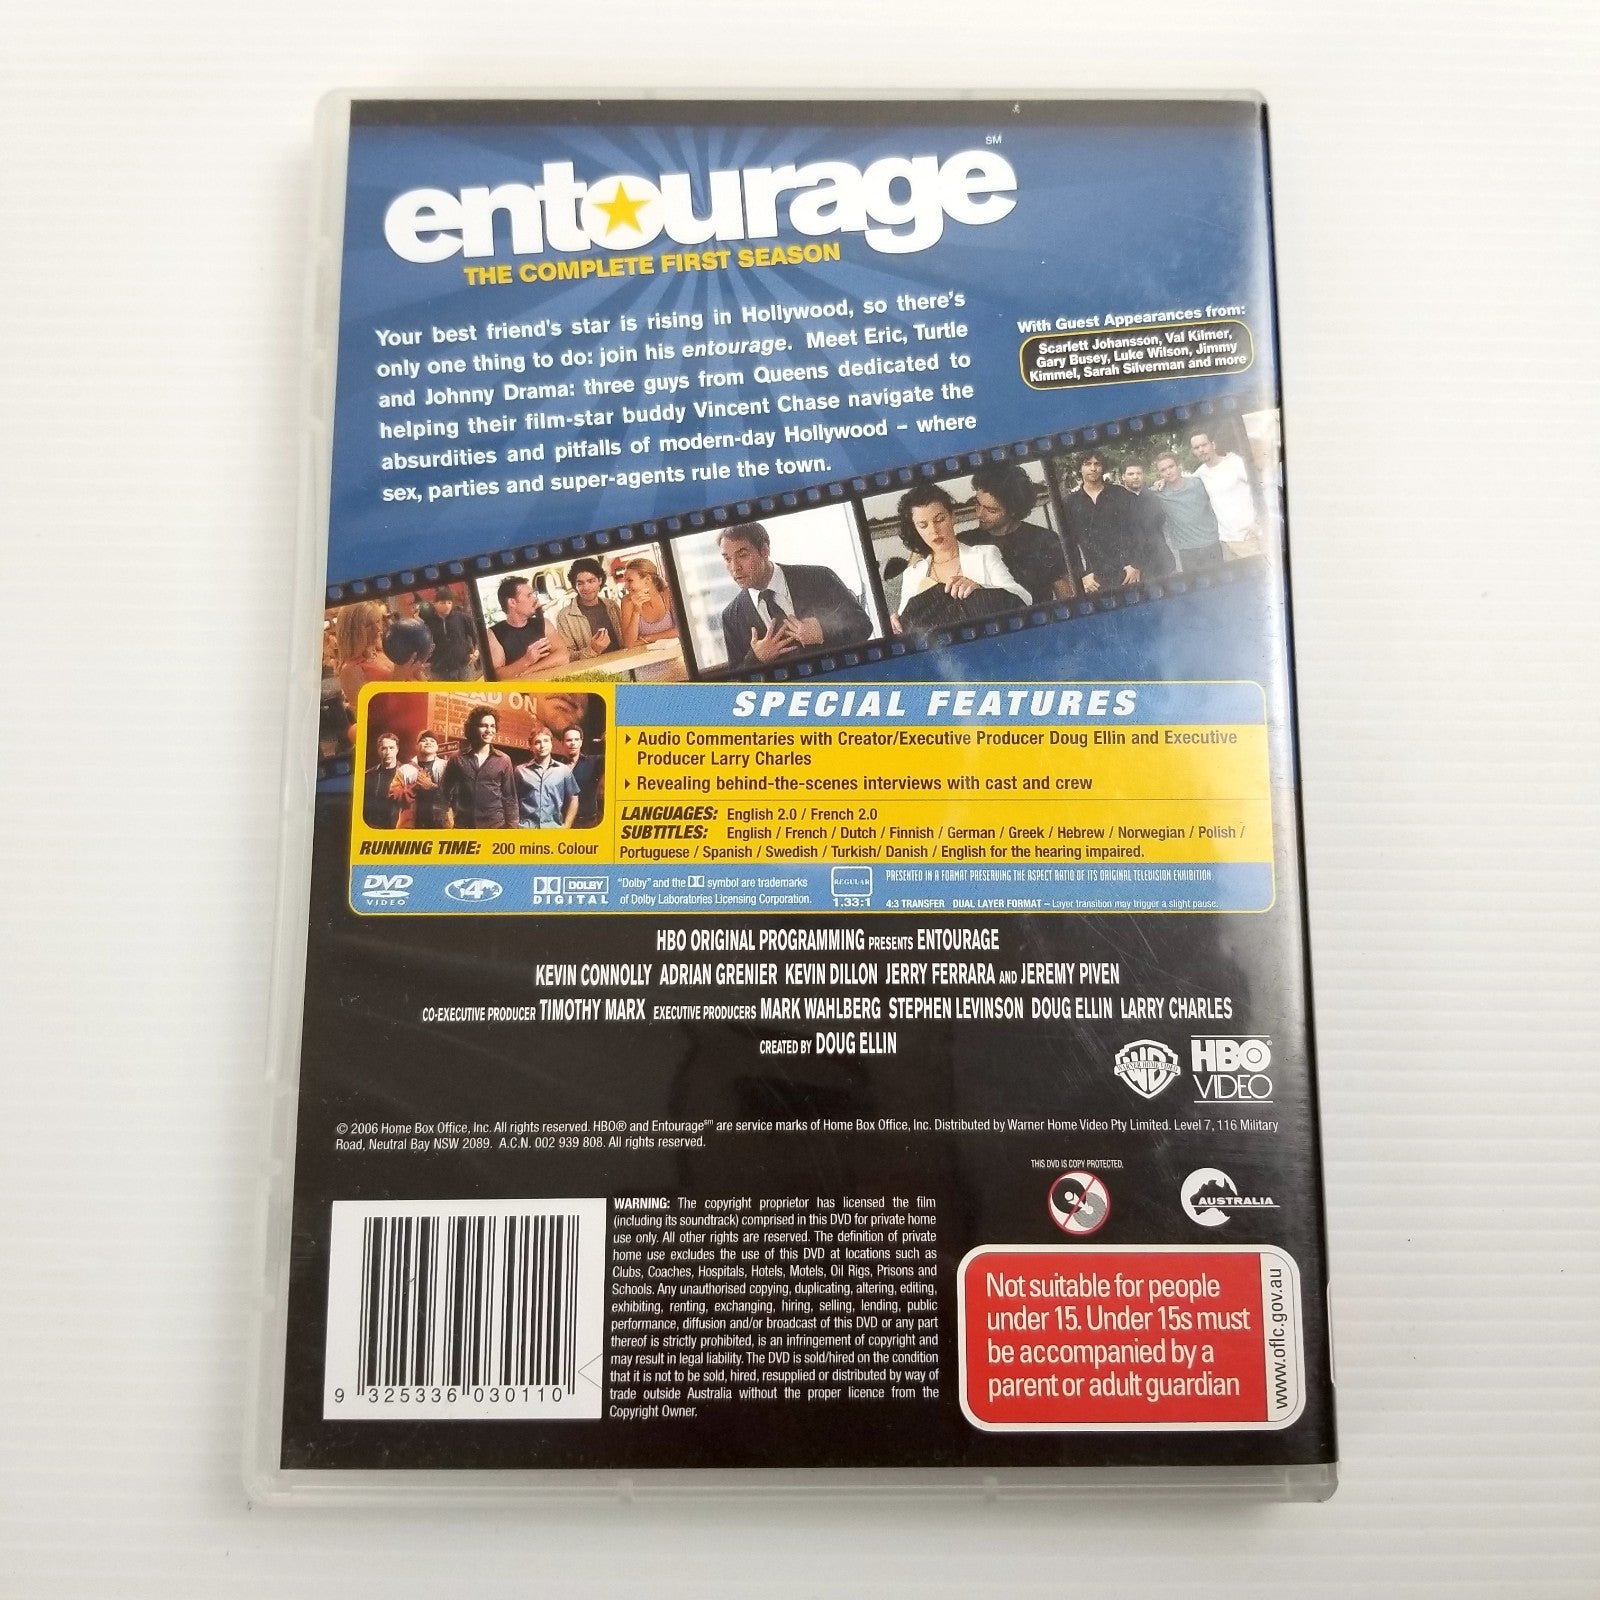 entourage SM
THE COMPLETE FIRST SEASON
Your best friend's star is rising in Hollywood, so there's
only one thing to do: join his entourage. Meet Eric, Turtle
and Johnny Drama: three guys from Queens dedicated to
helping their film-star buddy Vincent Chase navigate the
absurdities and pitfalls of modern-day Hollywood – where
sex, parties and super-agents rule the town.
With Guest Appearances from:
Scarlett Johansson, Val Kilmer,
Gary Busey, Luke Wilson, Jimmy
Kimmel, Sarah Silverman and more
AD ON
RUNNING TIME: 200 mins. Colour
SPECIAL FEATURES
Audio Commentaries with Creator/Executive Producer Doug Ellin and Executive
Producer Larry Charles
Revealing behind-the-scenes interviews with cast and crew
LANGUAGES: English 2.0 / French 2.0
SUBTITLES: English / French / Dutch / Finnish / German / Greek / Hebrew / Norwegian / Polish /
Portuguese / Spanish / Swedish / Turkish/ Danish / English for the hearing impaired.
DVD
VIDEO
4
DOLBY
DIGITAL
"Dolby" and the DD symbol are trademarks
of Dolby Laboratories Licensing Corporation.
REGULAR
1.33:1
PRESENTED IN A FORMAT PRESERVING THE ASPECT RATIO OF ITS ORIGINAL TELEVISION EXHIBITION
4:3 TRANSFER DUAL LAYER FORMAT – Layer transition may trigger a slight pause.
HBO ORIGINAL PROGRAMMING PRESENTS ENTOURAGE
KEVIN CONNOLLY ADRIAN GRENIER KEVIN DILLON JERRY FERRARA AND JEREMY PIVEN
CO-EXECUTIVE PRODUCER TIMOTHY MARX EXECUTIVE PRODUCERS MARK WAHLBERG STEPHEN LEVINSON DOUG ELLIN LARRY CHARLES
CREATED BY DOUG ELLIN
WB
WARNER HOME VIDEO
HBO®
VIDEO
© 2006 Home Box Office, Inc. All rights reserved. HBO® and Entourage℠ are service marks of Home Box Office, Inc. Distributed by Warner Home Video Pty Limited. Level 7, 116 Military
Road, Neutral Bay NSW 2089. A.C.N. 002 939 808. All rights reserved.
THIS DVD IS COPY PROTECTED.
AUSTRALIA
WARNING: The copyright proprietor has licensed the film
(including its soundtrack) comprised in this DVD for private home
use only. All other rights are reserved. The definition of private
home use excludes the use of this DVD at locations such as
Clubs, Coaches, Hospitals, Hotels, Motels, Oil Rigs, Prisons and
Schools. Any unauthorised copying, duplicating, altering, editing,
exhibiting, renting, exchanging, hiring, selling, lending, public
performance, diffusion and/or broadcast of this DVD or any part
thereof is strictly prohibited, is an infringement of copyright and
may result in legal liability. The DVD is sold/hired on the condition
that it is not to be sold, hired, resupplied or distributed by way of
trade outside Australia without the proper licence from the
Copyright Owner.
9 325336 030110
Not suitable for people
under 15. Under 15s must
be accompanied by a
parent or adult guardian
www.oflc.gov.au